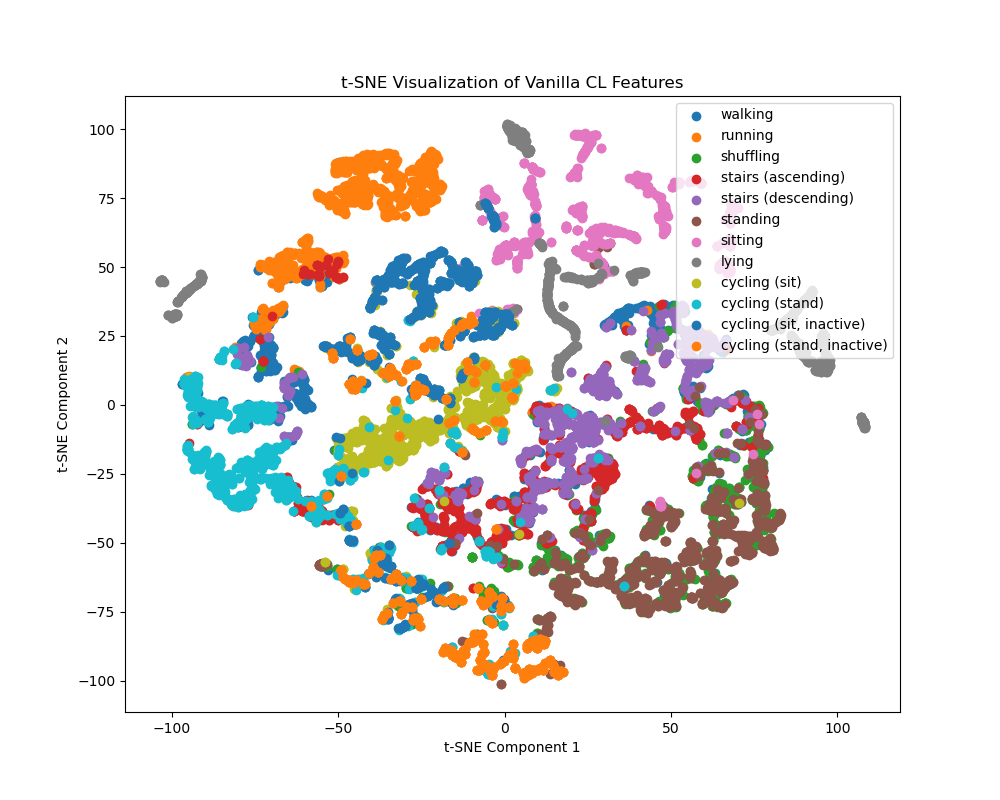 t-SNE Visualization of Vanilla CL Features
walking
running
shuffling
stairs (ascending)
stairs (descending)
standing
sitting
lying
cycling (sit)
cycling (stand)
cycling (sit, inactive)
cycling (stand, inactive)
100
75
50
25
0
−25
−50
−75
−100
t-SNE Component 2
−100
−50
0
50
100
t-SNE Component 1